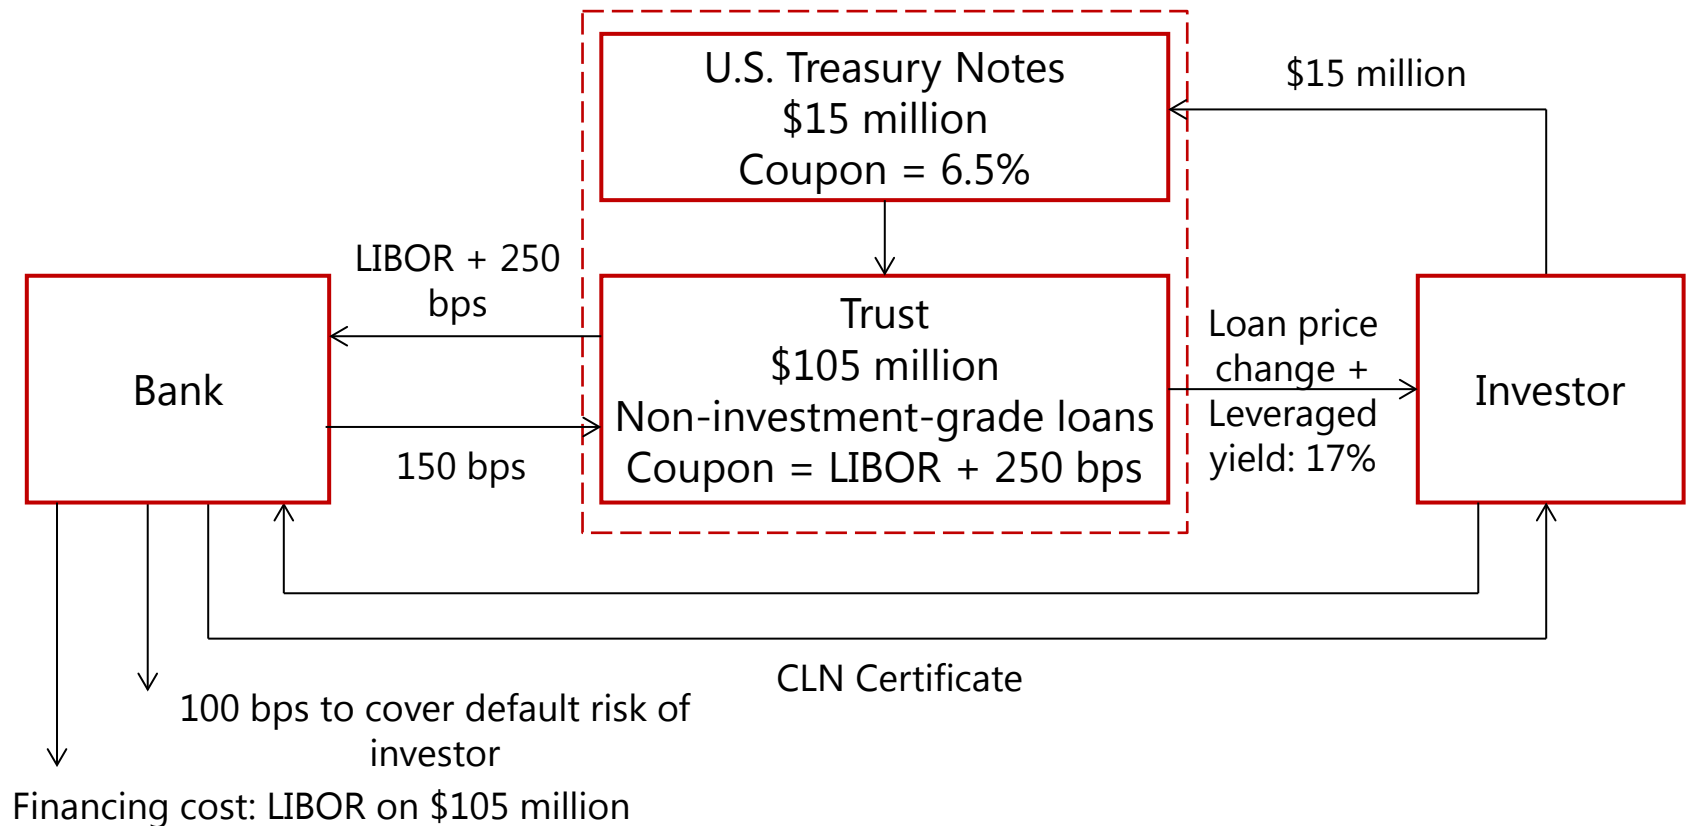 U.S. Treasury Notes
$15 million
Coupon = 6.5%
$15 million
LIBOR + 250
bps
Bank
150 bps
Trust
$105 million
Non-investment-grade loans
Coupon = LIBOR + 250 bps
Loan price
change +
Leveraged
yield: 17%
Investor
CLN Certificate
100 bps to cover default risk of
investor
Financing cost: LIBOR on $105 million